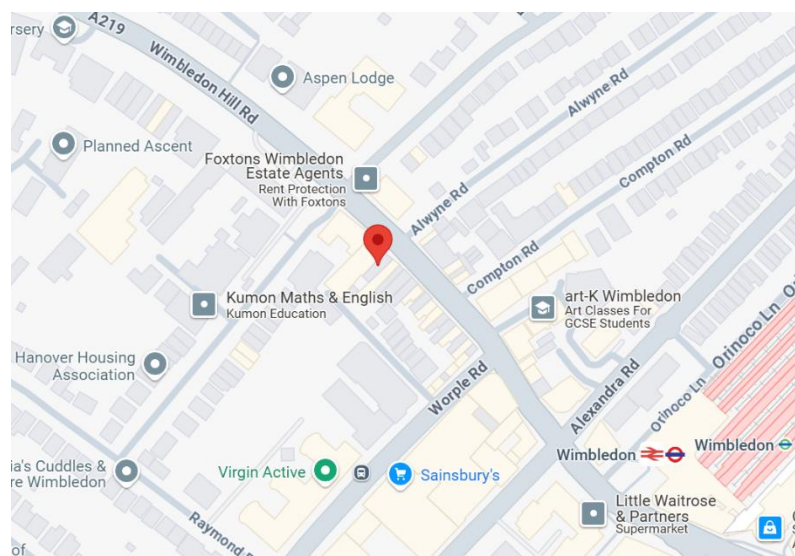 A219
rsery
Wimbledon Hill Rd
Aspen Lodge
Planned Ascent
Alwyne Rd
Compton Rd
Foxtons Wimbledon
Estate Agents
Rent Protection
With Foxtons
Alwyne Rd
Compton Rd
Kumon Maths & English
Kumon Education
art-K Wimbledon
Art Classes For
GCSE Students
Orinoco Ln
Hanover Housing
Association
Worple Rd
Alexandra Rd
Orinoco Ln
Wimbledon
Wimbledon
ia's Cuddles &
re Wimbledon
Virgin Active
Sainsbury's
Little Waitrose
& Partners
Supermarket
Raymond
of